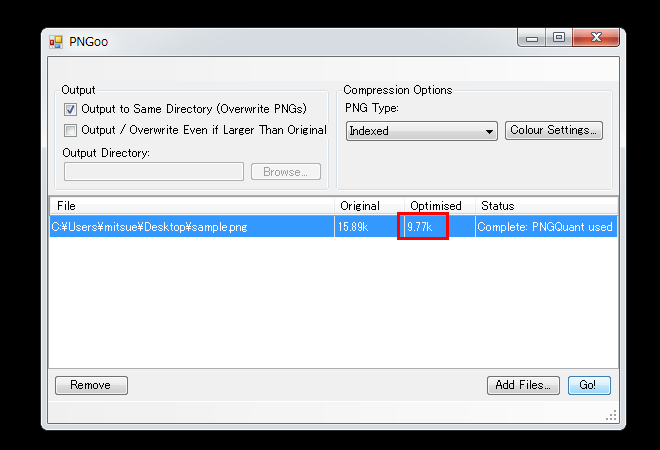 PNGoo
Output
Output to Same Directory (Overwrite PNGs)
Output / Overwrite Even if Larger Than Original
Output Directory:
Browse...
Compression Options
PNG Type:
Indexed
Colour Settings...
File Original Optimised Status
C:¥Users¥mitsue¥Desktop¥sample.png 15.89k 9.77k Complete: PNGQuant used
Remove
Add Files...
Go!